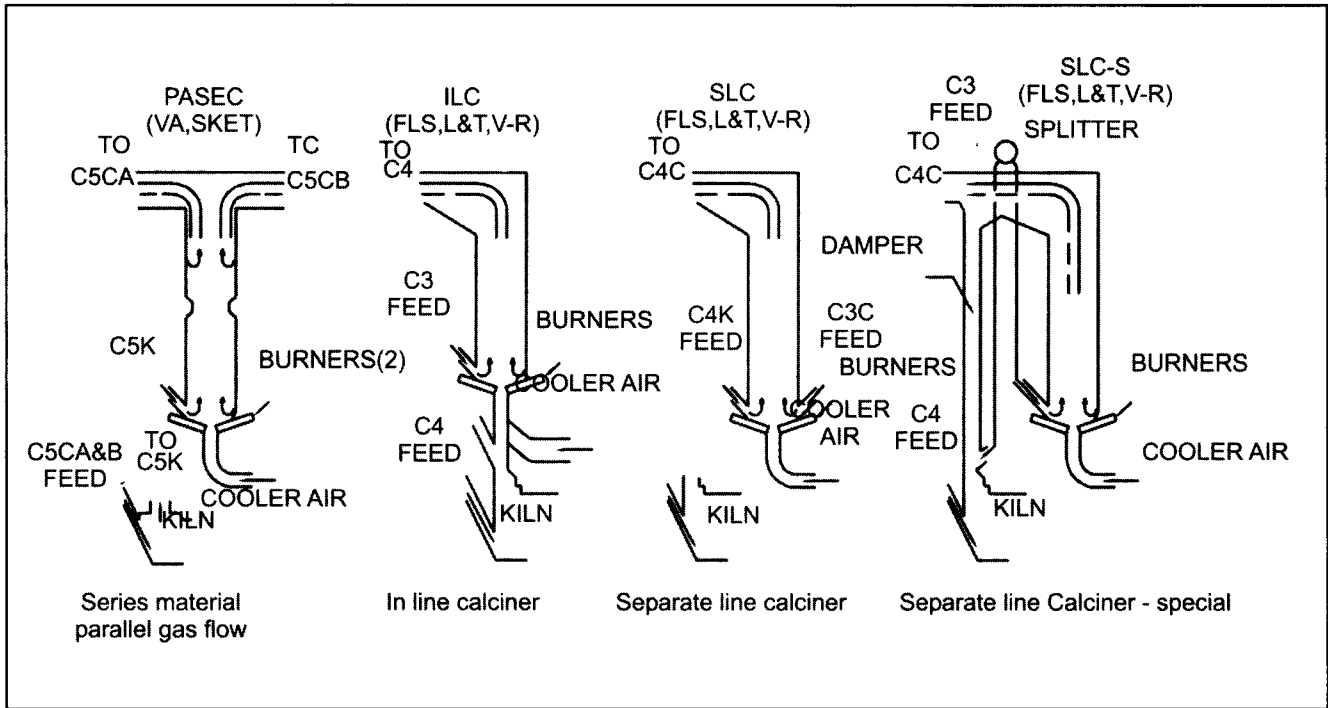 PASEC
(VA,SKET)
TO
C5CA
TC
C5CB
C5K
BURNERS(2)
C5CA&B
FEED
TO
C5K
COOLER AIR
KILN
Series material
parallel gas flow
ILC
(FLS,L&T,V-R)
TO
C4
C3
FEED
BURNERS
COOLER AIR
C4
FEED
KILN
In line calciner
SLC
(FLS,L&T,V-R)
TO
C4C
C4K
FEED
C3C
FEED
BURNERS
COOLER
AIR
KILN
Separate line calciner
SLC-S
(FLS,L&T,V-R)
C3
FEED
SPLITTER
TO
C4C
DAMPER
BURNERS
C4
FEED
COOLER AIR
KILN
Separate line Calciner - special